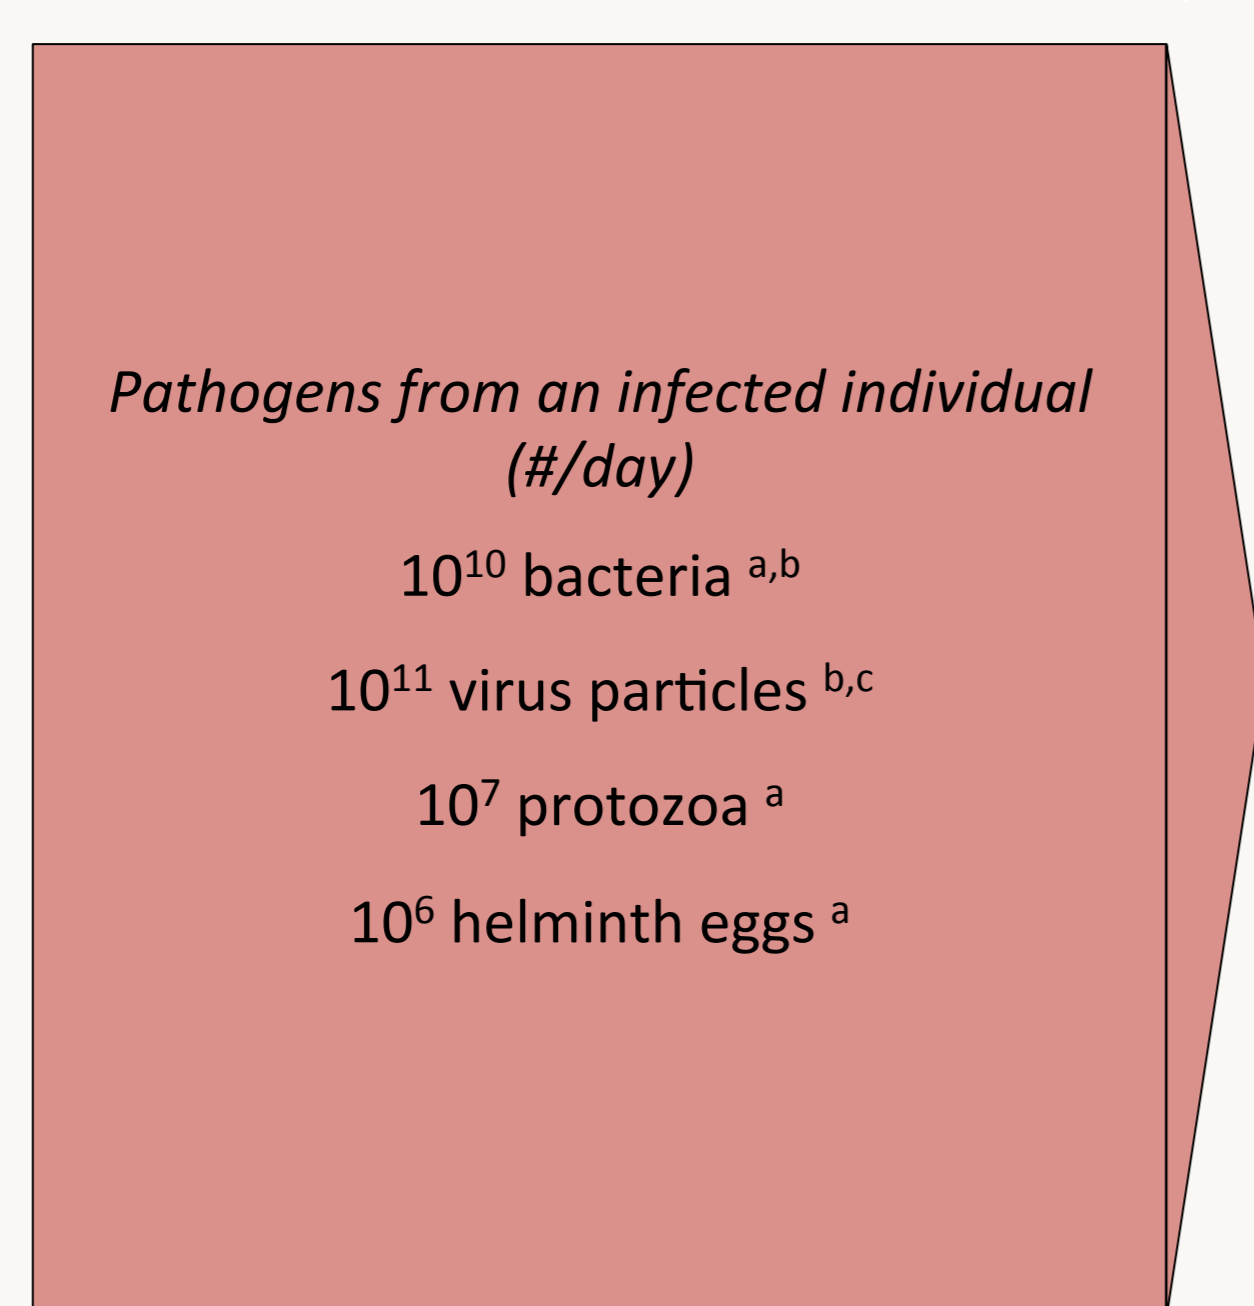 Pathogens from an infected individual
(#/day)
10¹⁰ bacteria ᵃ,ᵇ
10¹¹ virus particles ᵇ,ᶜ
10⁷ protozoa ᵃ
10⁶ helminth eggs ᵃ